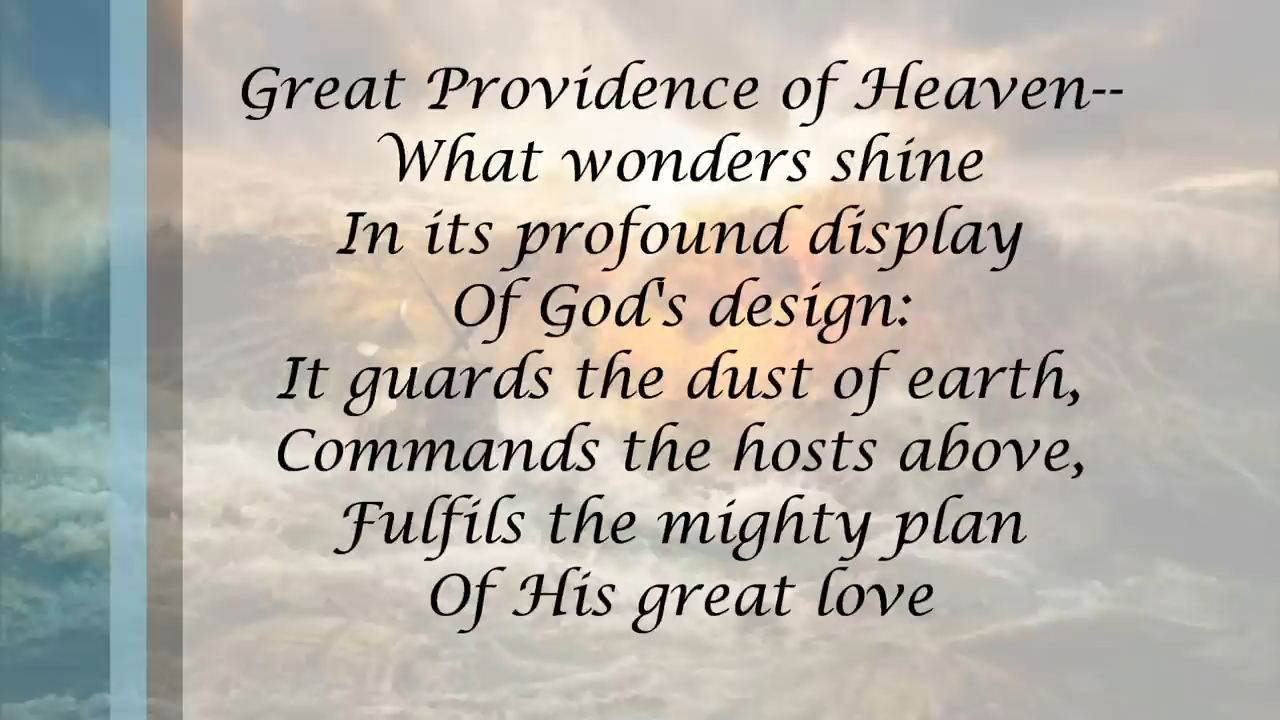 Great Providence of Heaven--
What wonders shine
In its profound display
Of God's design:
It guards the dust of earth,
Commands the hosts above,
Fulfils the mighty plan
Of His great love